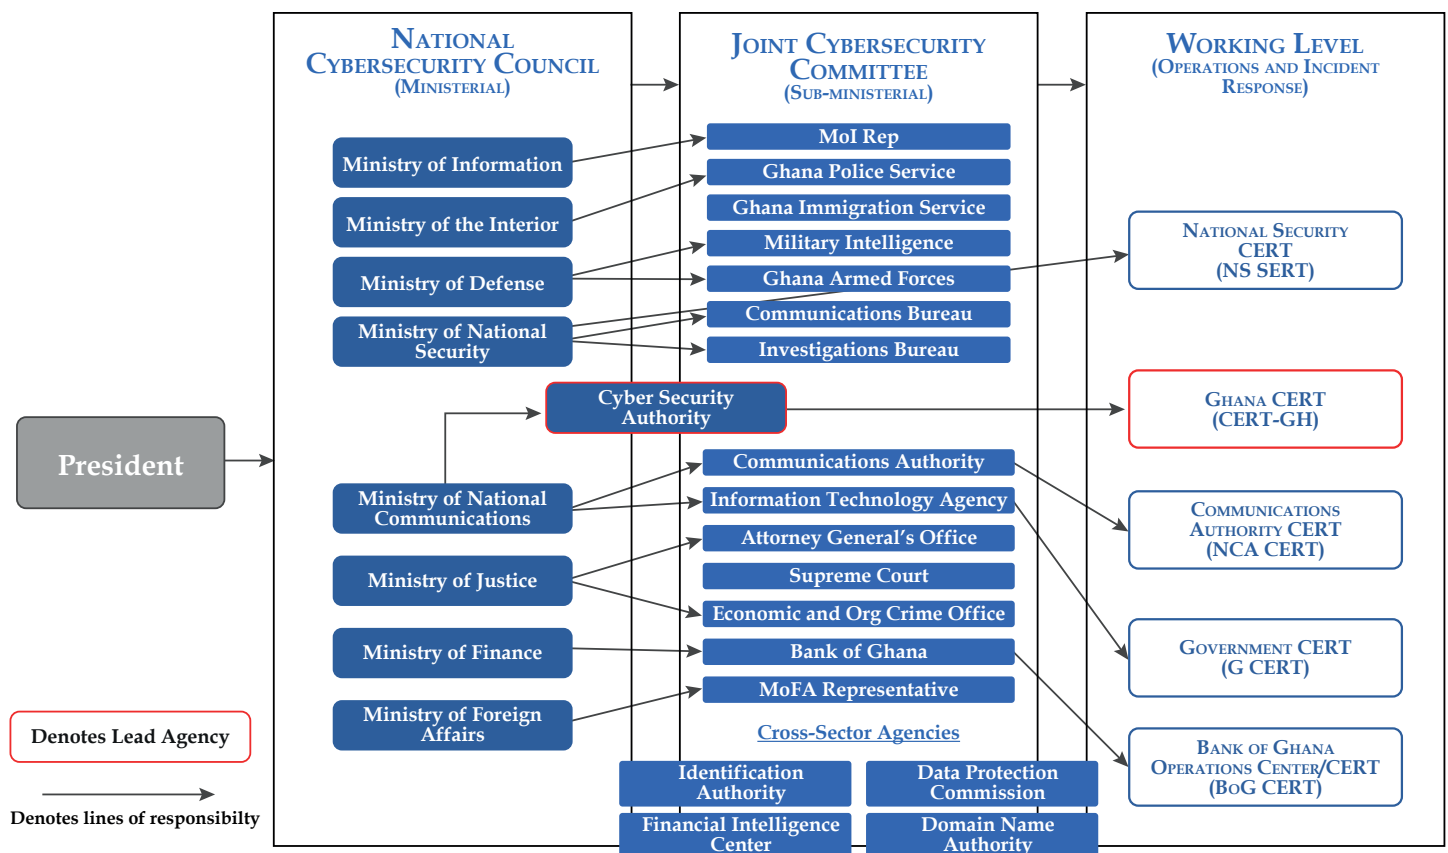 President
Denotes Lead Agency
Denotes lines of responsibilty
National
Cybersecurity Council
(Ministerial)
Ministry of Information
Ministry of the Interior
Ministry of Defense
Ministry of National
Security
Cyber Security
Authority
Ministry of National
Communications
Ministry of Justice
Ministry of Finance
Ministry of Foreign
Affairs
Joint Cybersecurity
Committee
(Sub-ministerial)
MoI Rep
Ghana Police Service
Ghana Immigration Service
Military Intelligence
Ghana Armed Forces
Communications Bureau
Investigations Bureau
Communications Authority
Information Technology Agency
Attorney General's Office
Supreme Court
Economic and Org Crime Office
Bank of Ghana
MoFA Representative
Cross-Sector Agencies
Identification
Authority
Data Protection
Commission
Financial Intelligence
Center
Domain Name
Authority
Working Level
(Operations and Incident
Response)
National Security
CERT
(NS SERT)
Ghana CERT
(CERT-GH)
Communications
Authority CERT
(NCA CERT)
Government CERT
(G CERT)
Bank of Ghana
Operations Center/CERT
(BoG CERT)